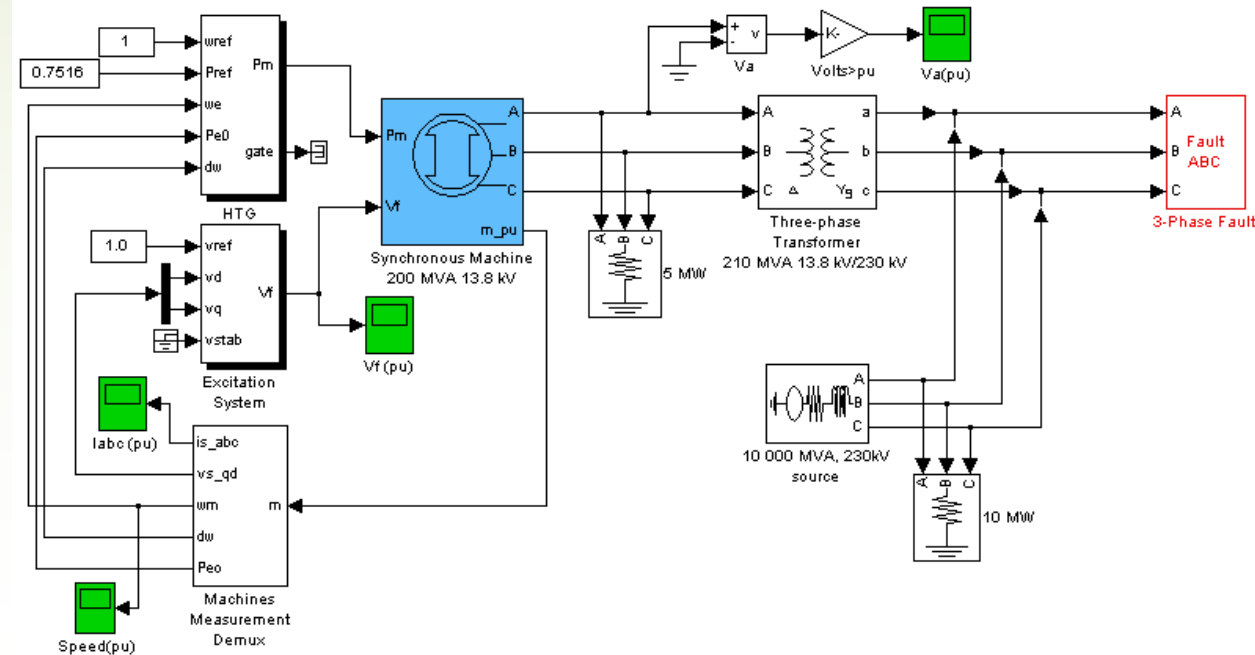 1
0.7516
wref
Pref
we
Pe0
dw
Pm
gate
HTG
1.0
vref
vd
vq
vstab
Vf
Excitation
System
Pm
Vf
A
B
C
m_pu
Synchronous Machine
200 MVA 13.8 kV
Vf(pu)
+
-
v
Va
K-
Volts>pu
Va(pu)
A
B
C
5 MW
A
B
C
Δ
Yg
a
b
c
Three-phase
Transformer
210 MVA 13.8 kV/230 kV
A
B
C
Fault
ABC
3-Phase Fault
A
B
C
10 000 MVA, 230kV
source
A
B
C
10 MW
Iabc(pu)
is_abc
vs_qd
wm
dw
Peo
m
Machines
Measurement
Demux
Speed(pu)